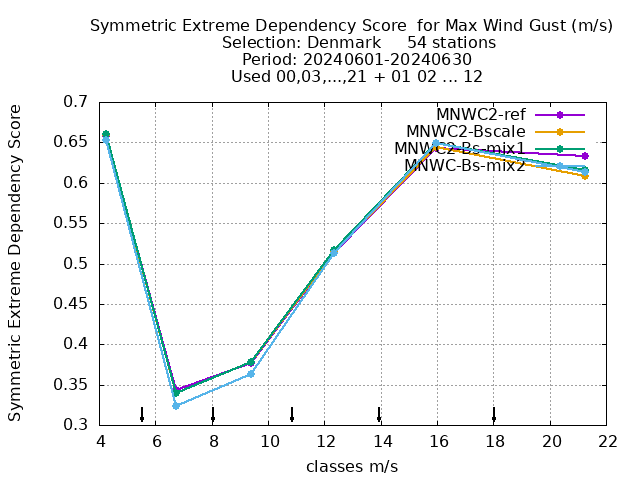 Symmetric Extreme Dependency Score  for Max Wind Gust (m/s)
Selection: Denmark     54 stations
Period: 20240601-20240630
Used 00,03,...,21 + 01 02 ... 12
Symmetric Extreme Dependency Score
0.7
0.65
0.6
0.55
0.5
0.45
0.4
0.35
0.3
MNWC2-ref
MNWC2-Bscale
MNWC2-Bs-mix1
MNWC-Bs-mix2
4 6 8 10 12 14 16 18 20 22
classes m/s